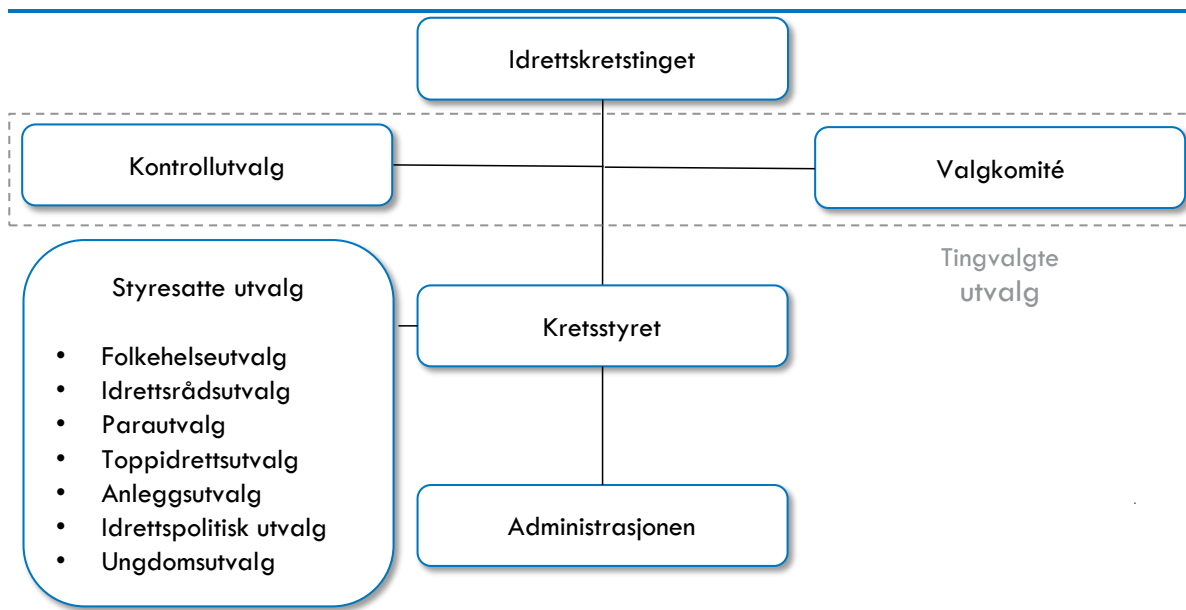 Idrettskretstinget
Kontrollutvalg
Valgkomité
Tingvalgte
utvalg
Styresatte utvalg
• Folkehelseutvalg
• Idrettsrådsutvalg
• Parautvalg
• Toppidrettsutvalg
• Anleggsutvalg
• Idrettspolitisk utvalg
• Ungdomsutvalg
Kretsstyret
Administrasjonen